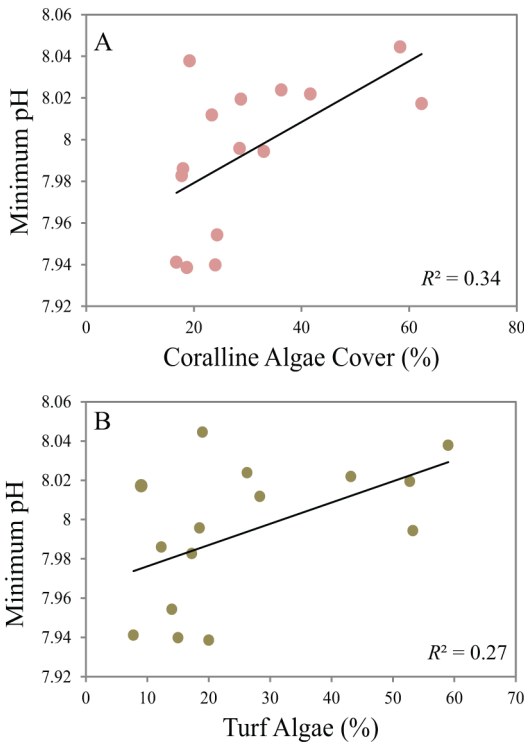 A
8.06
8.04
8.02
8
7.98
7.96
7.94
7.92
Minimum pH
R² = 0.34
0 20 40 60 80
Coralline Algae Cover (%)
B
8.06
8.04
8.02
8
7.98
7.96
7.94
7.92
Minimum pH
R² = 0.27
0 10 20 30 40 50 60 70
Turf Algae (%)